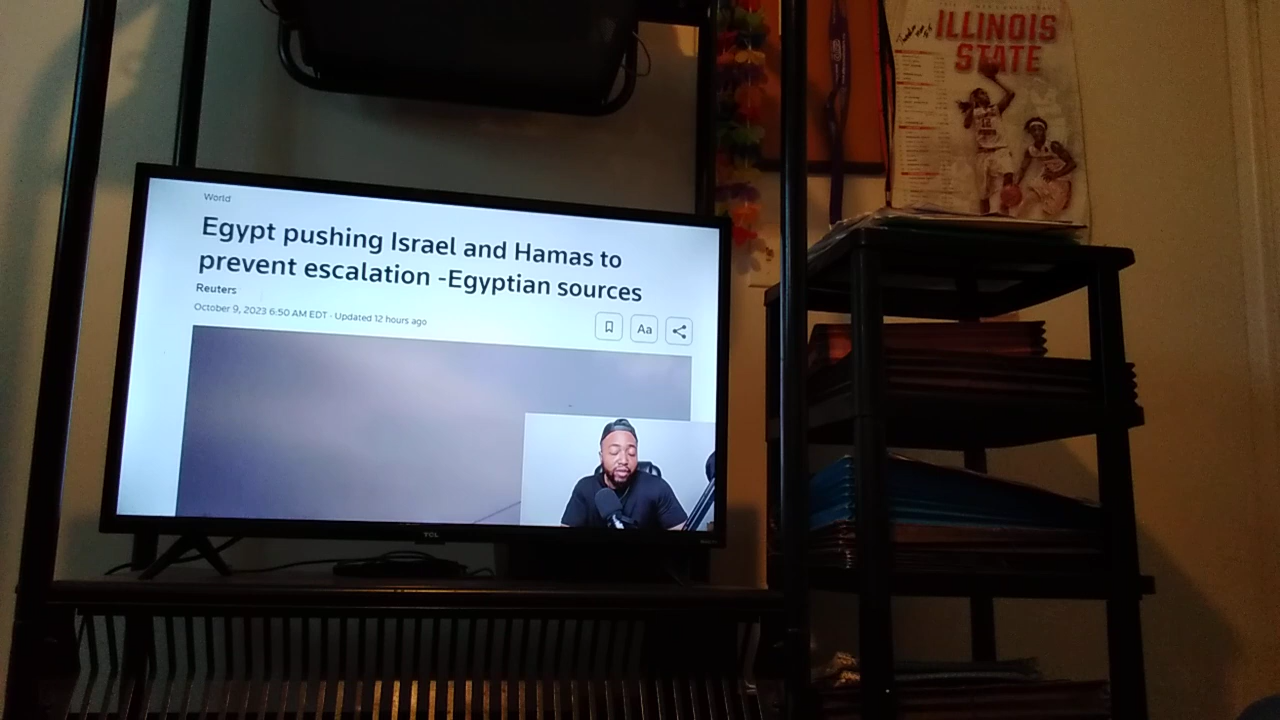 World
Egypt pushing Israel and Hamas to
prevent escalation -Egyptian sources
Reuters
October 9, 2023 6:50 AM EDT · Updated 12 hours ago
Aa
TCL
ILLINOIS
STATE